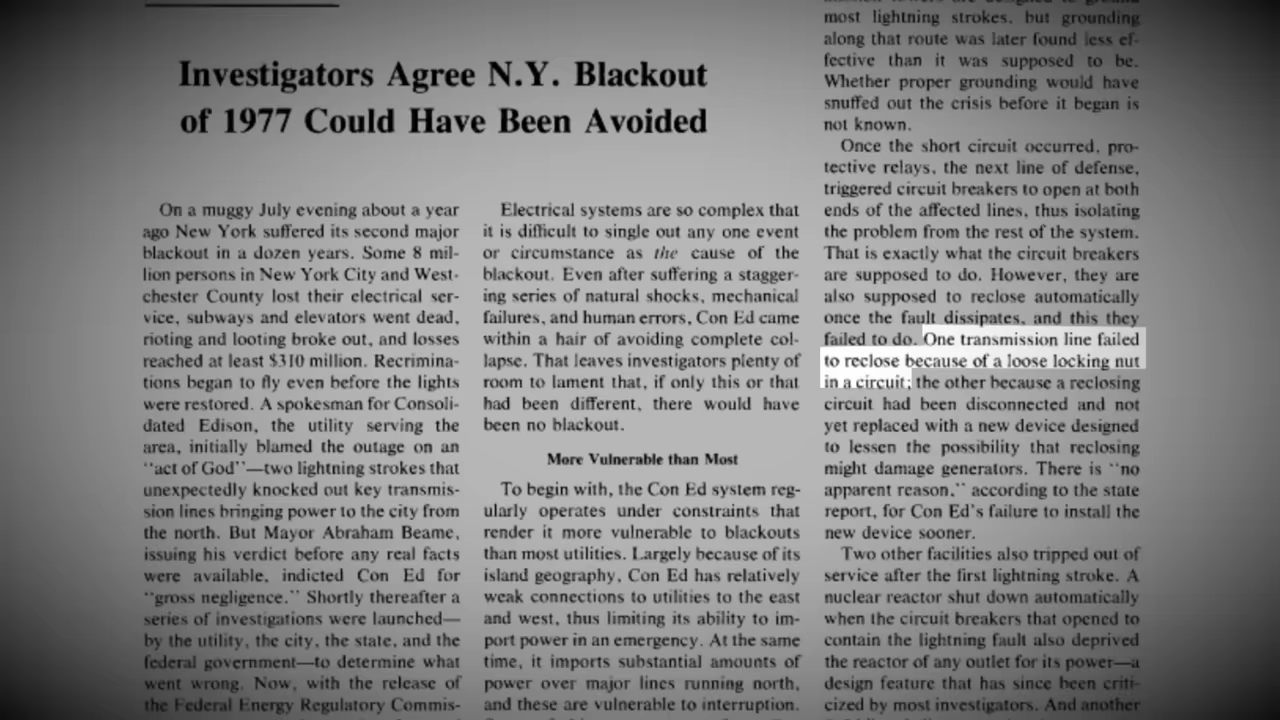 Investigators Agree N.Y. Blackout
of 1977 Could Have Been Avoided
On a muggy July evening about a year
ago New York suffered its second major
blackout in a dozen years. Some 8 mil-
lion persons in New York City and West-
chester County lost their electrical ser-
vice, subways and elevators went dead,
rioting and looting broke out, and losses
reached at least $310 million. Recrimina-
tions began to fly even before the lights
were restored. A spokesman for Consoli-
dated Edison, the utility serving the
area, initially blamed the outage on an
"act of God"—two lightning strokes that
unexpectedly knocked out key transmis-
sion lines bringing power to the city from
the north. But Mayor Abraham Beame,
issuing his verdict before any real facts
were available, indicted Con Ed for
"gross negligence." Shortly thereafter a
series of investigations were launched—
by the utility, the city, the state, and the
federal government—to determine what
went wrong. Now, with the release of
the Federal Energy Regulatory Commis-
Electrical systems are so complex that
it is difficult to single out any one event
or circumstance as the cause of the
blackout. Even after suffering a stagger-
ing series of natural shocks, mechanical
failures, and human errors, Con Ed came
within a hair of avoiding complete col-
lapse. That leaves investigators plenty of
room to lament that, if only this or that
had been different, there would have
been no blackout.
More Vulnerable than Most
To begin with, the Con Ed system reg-
ularly operates under constraints that
render it more vulnerable to blackouts
than most utilities. Largely because of its
island geography, Con Ed has relatively
weak connections to utilities to the east
and west, thus limiting its ability to im-
port power in an emergency. At the same
time, it imports substantial amounts of
power over major lines running north,
and these are vulnerable to interruption.
most lightning strokes, but grounding
along that route was later found less ef-
fective than it was supposed to be.
Whether proper grounding would have
snuffed out the crisis before it began is
not known.
Once the short circuit occurred, pro-
tective relays, the next line of defense,
triggered circuit breakers to open at both
ends of the affected lines, thus isolating
the problem from the rest of the system.
That is exactly what the circuit breakers
are supposed to do. However, they are
also supposed to reclose automatically
once the fault dissipates, and this they
failed to do. One transmission line failed
to reclose because of a loose locking nut
in a circuit; the other because a reclosing
circuit had been disconnected and not
yet replaced with a new device designed
to lessen the possibility that reclosing
might damage generators. There is "no
apparent reason," according to the state
report, for Con Ed's failure to install the
new device sooner.
Two other facilities also tripped out of
service after the first lightning stroke. A
nuclear reactor shut down automatically
when the circuit breakers that opened to
contain the lightning fault also deprived
the reactor of any outlet for its power—a
design feature that has since been criti-
cized by most investigators. And another